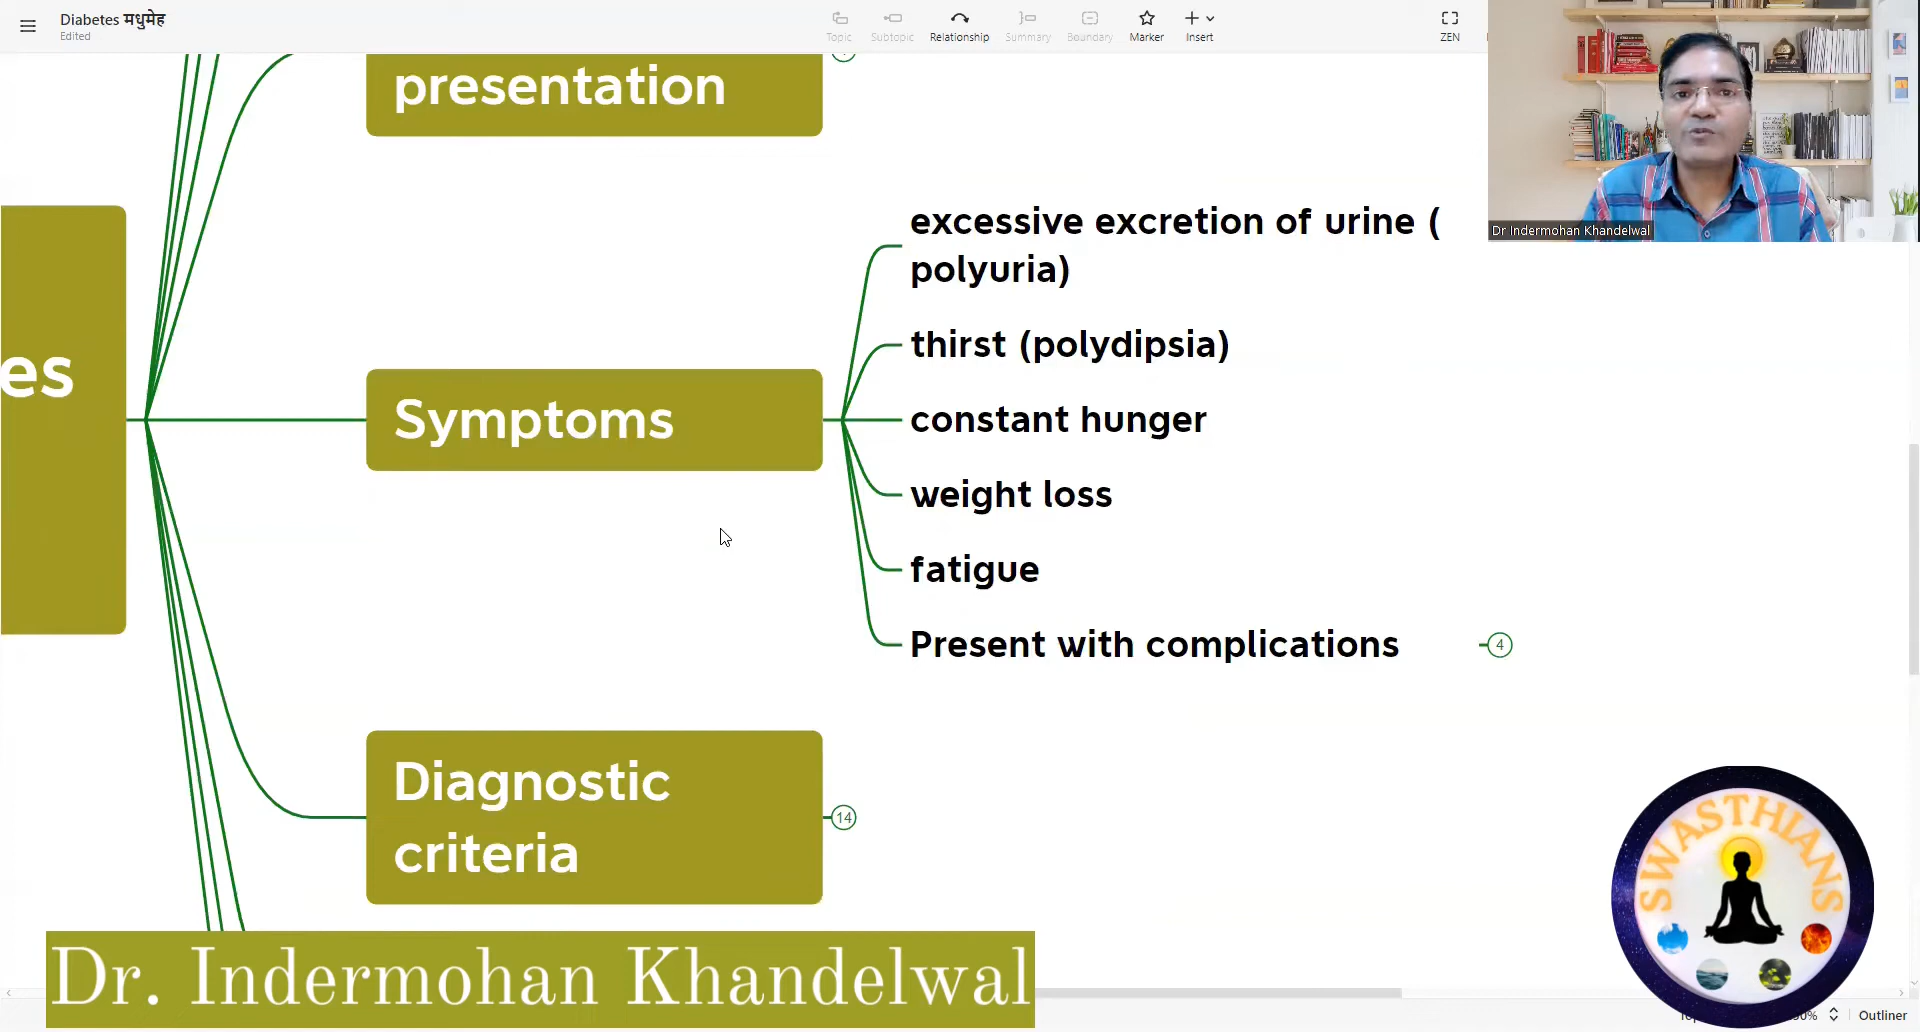 Diabetes मधुमेह
Edited
Topic
Subtopic
Relationship
Summary
Boundary
Marker
Insert
ZEN
presentation
Dr Indermohan Khandelwal
es
Symptoms
excessive excretion of urine (
polyuria)
thirst (polydipsia)
constant hunger
weight loss
fatigue
Present with complications
4
Diagnostic
criteria
14
SWASTHIANS
Dr. Indermohan Khandelwal
Outliner